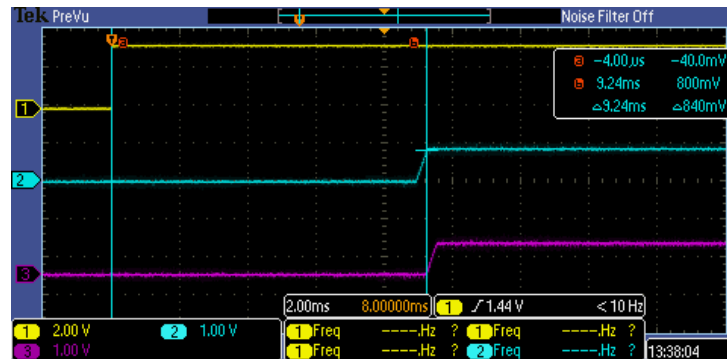 Tek PreVu Noise Filter Off
T a b
a -4.00µs -40.0mV
b 9.24ms 800mV
△9.24ms △840mV
1
2
3
2.00ms 8.00000ms 1 ∫1.44 V <10 Hz
1 2.00 V 2 1.00 V
3 1.00 V
1 Freq ----.Hz ? 1 Freq ----.Hz ?
1 Freq ----.Hz ? 2 Freq ----.Hz ?
13:38:04